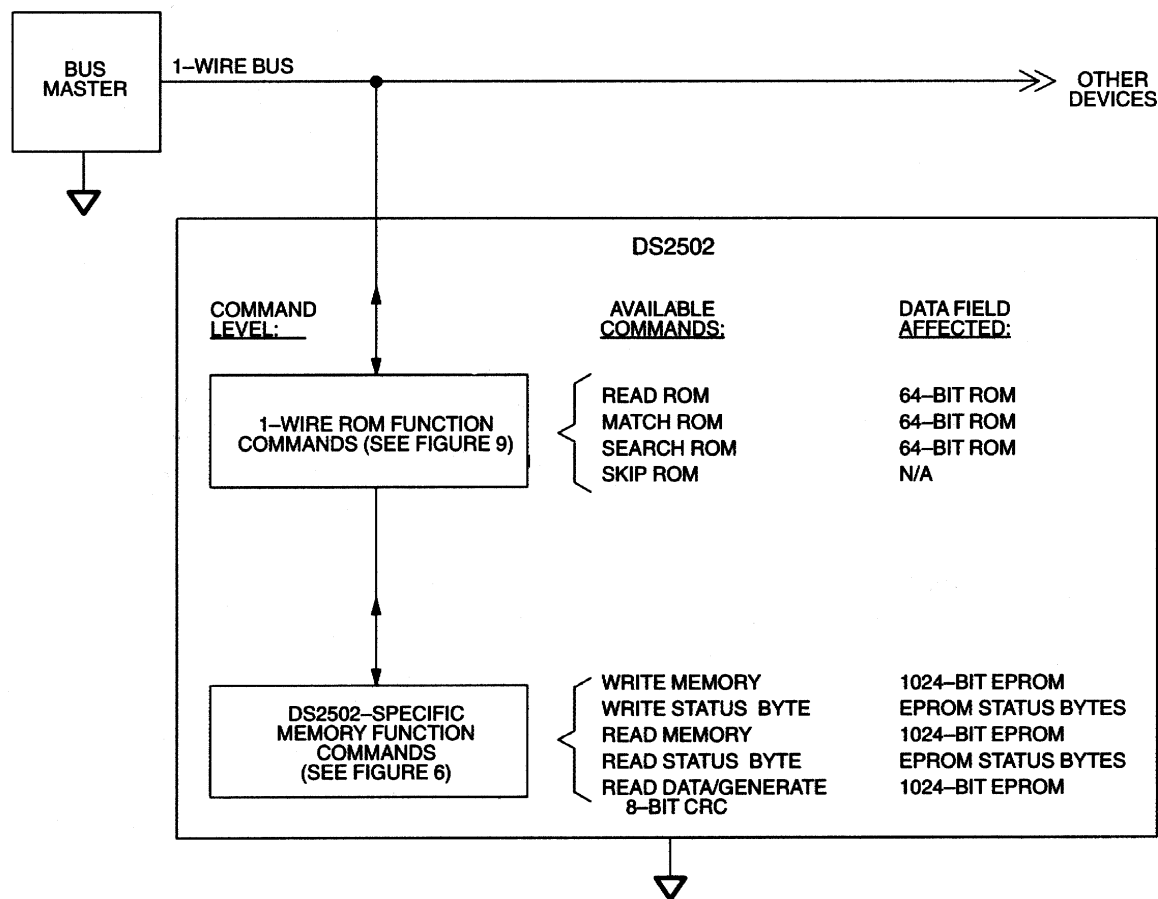 BUS
MASTER
1–WIRE BUS
OTHER
DEVICES
DS2502
COMMAND
LEVEL:
AVAILABLE
COMMANDS:
DATA FIELD
AFFECTED:
1–WIRE ROM FUNCTION
COMMANDS (SEE FIGURE 9)
READ ROM 64–BIT ROM
MATCH ROM 64–BIT ROM
SEARCH ROM 64–BIT ROM
SKIP ROM N/A
DS2502–SPECIFIC
MEMORY FUNCTION
COMMANDS
(SEE FIGURE 6)
WRITE MEMORY 1024–BIT EPROM
WRITE STATUS BYTE EPROM STATUS BYTES
READ MEMORY 1024–BIT EPROM
READ STATUS BYTE EPROM STATUS BYTES
READ DATA/GENERATE 1024–BIT EPROM
8–BIT CRC